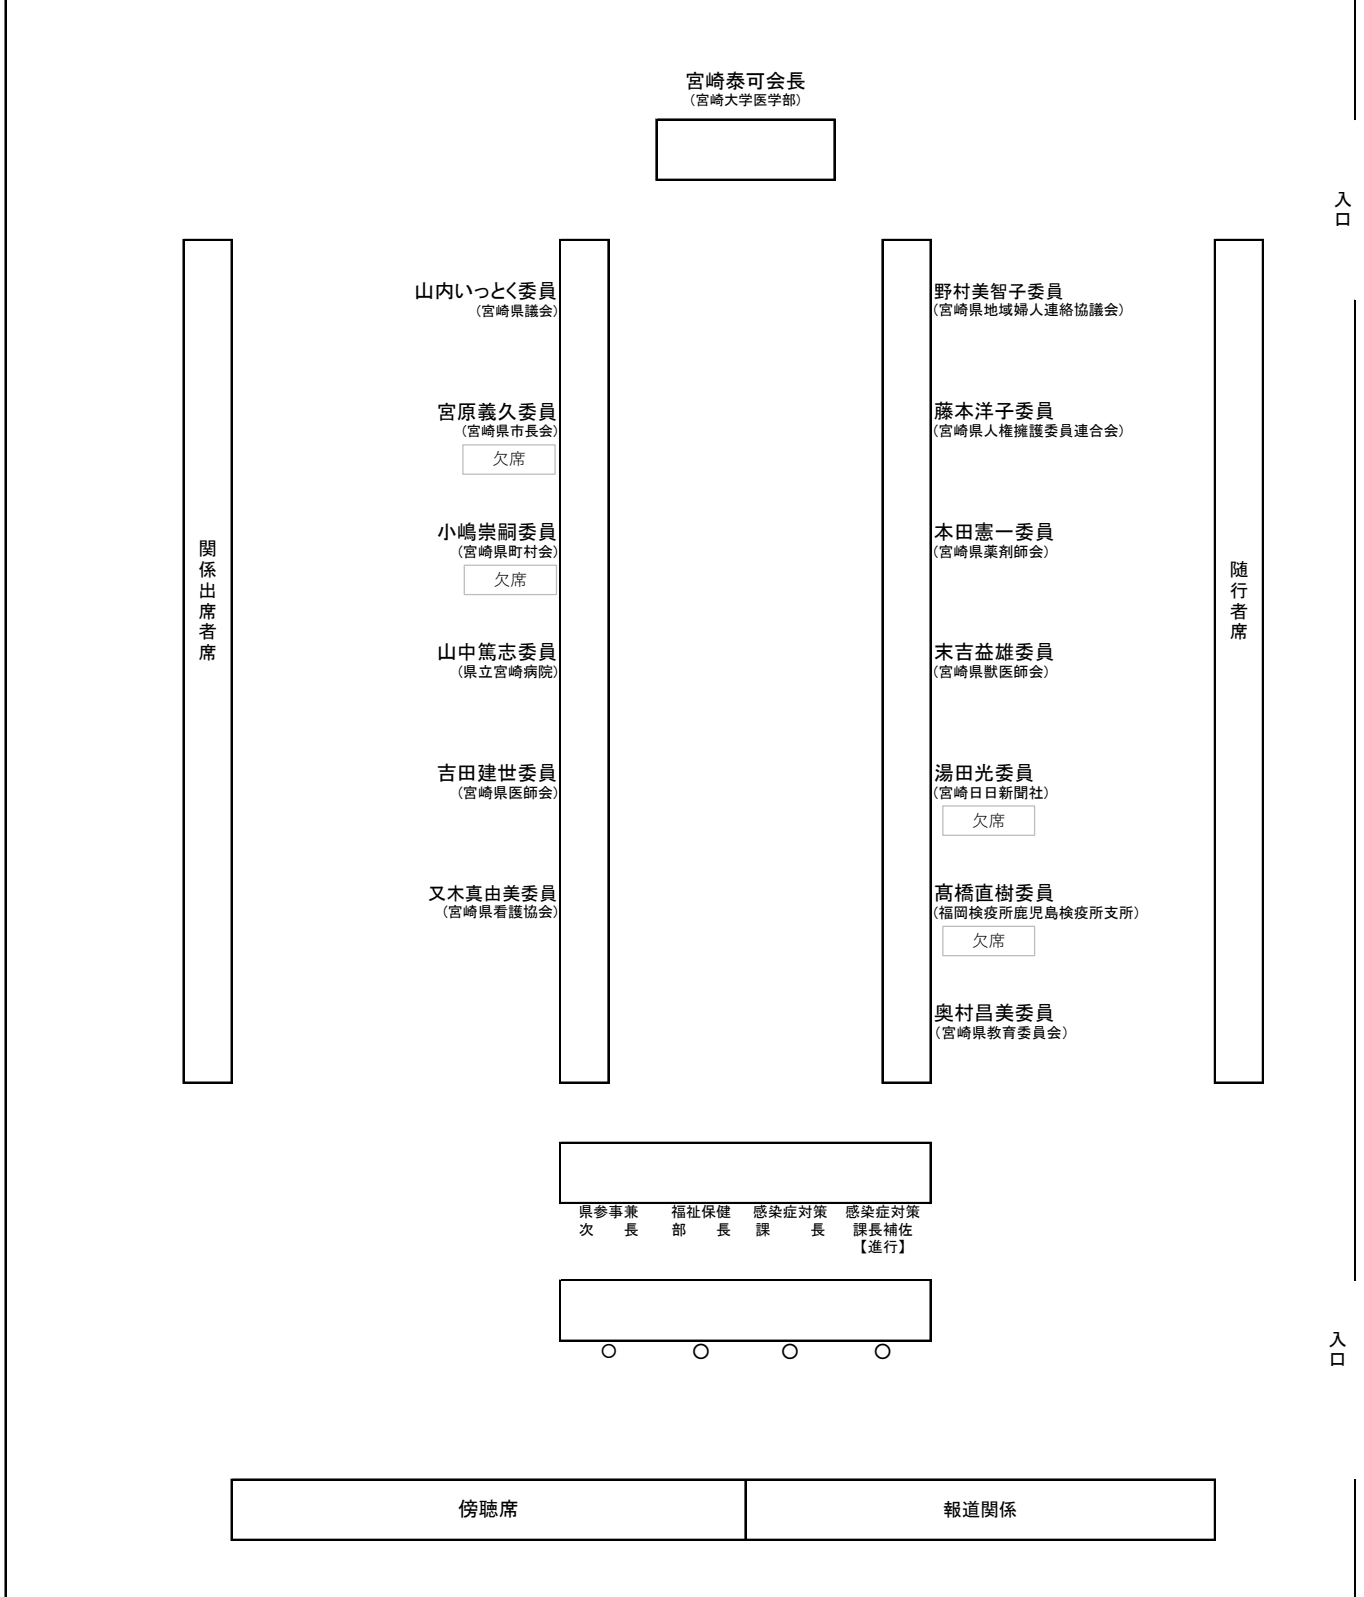 宮崎泰可会長
（宮崎大学医学部）
入口
山内いっとく委員
（宮崎県議会）
宮原義久委員
（宮崎県市長会）
欠席
小嶋崇嗣委員
（宮崎県町村会）
欠席
山中篤志委員
（県立宮崎病院）
吉田建世委員
（宮崎県医師会）
又木真由美委員
（宮崎県看護協会）
野村美智子委員
（宮崎県地域婦人連絡協議会）
藤本洋子委員
（宮崎県人権擁護委員連合会）
本田憲一委員
（宮崎県薬剤師会）
末吉益雄委員
（宮崎県獣医師会）
湯田光委員
（宮崎日日新聞社）
欠席
髙橋直樹委員
（福岡検疫所鹿児島検疫所支所）
欠席
奥村昌美委員
（宮崎県教育委員会）
関係出席者席
随行者席
県参事兼
次　長
福祉保健
部　長
感染症対策
課　長
感染症対策
課長補佐
【進行】
○ ○ ○ ○
入口
傍聴席
報道関係